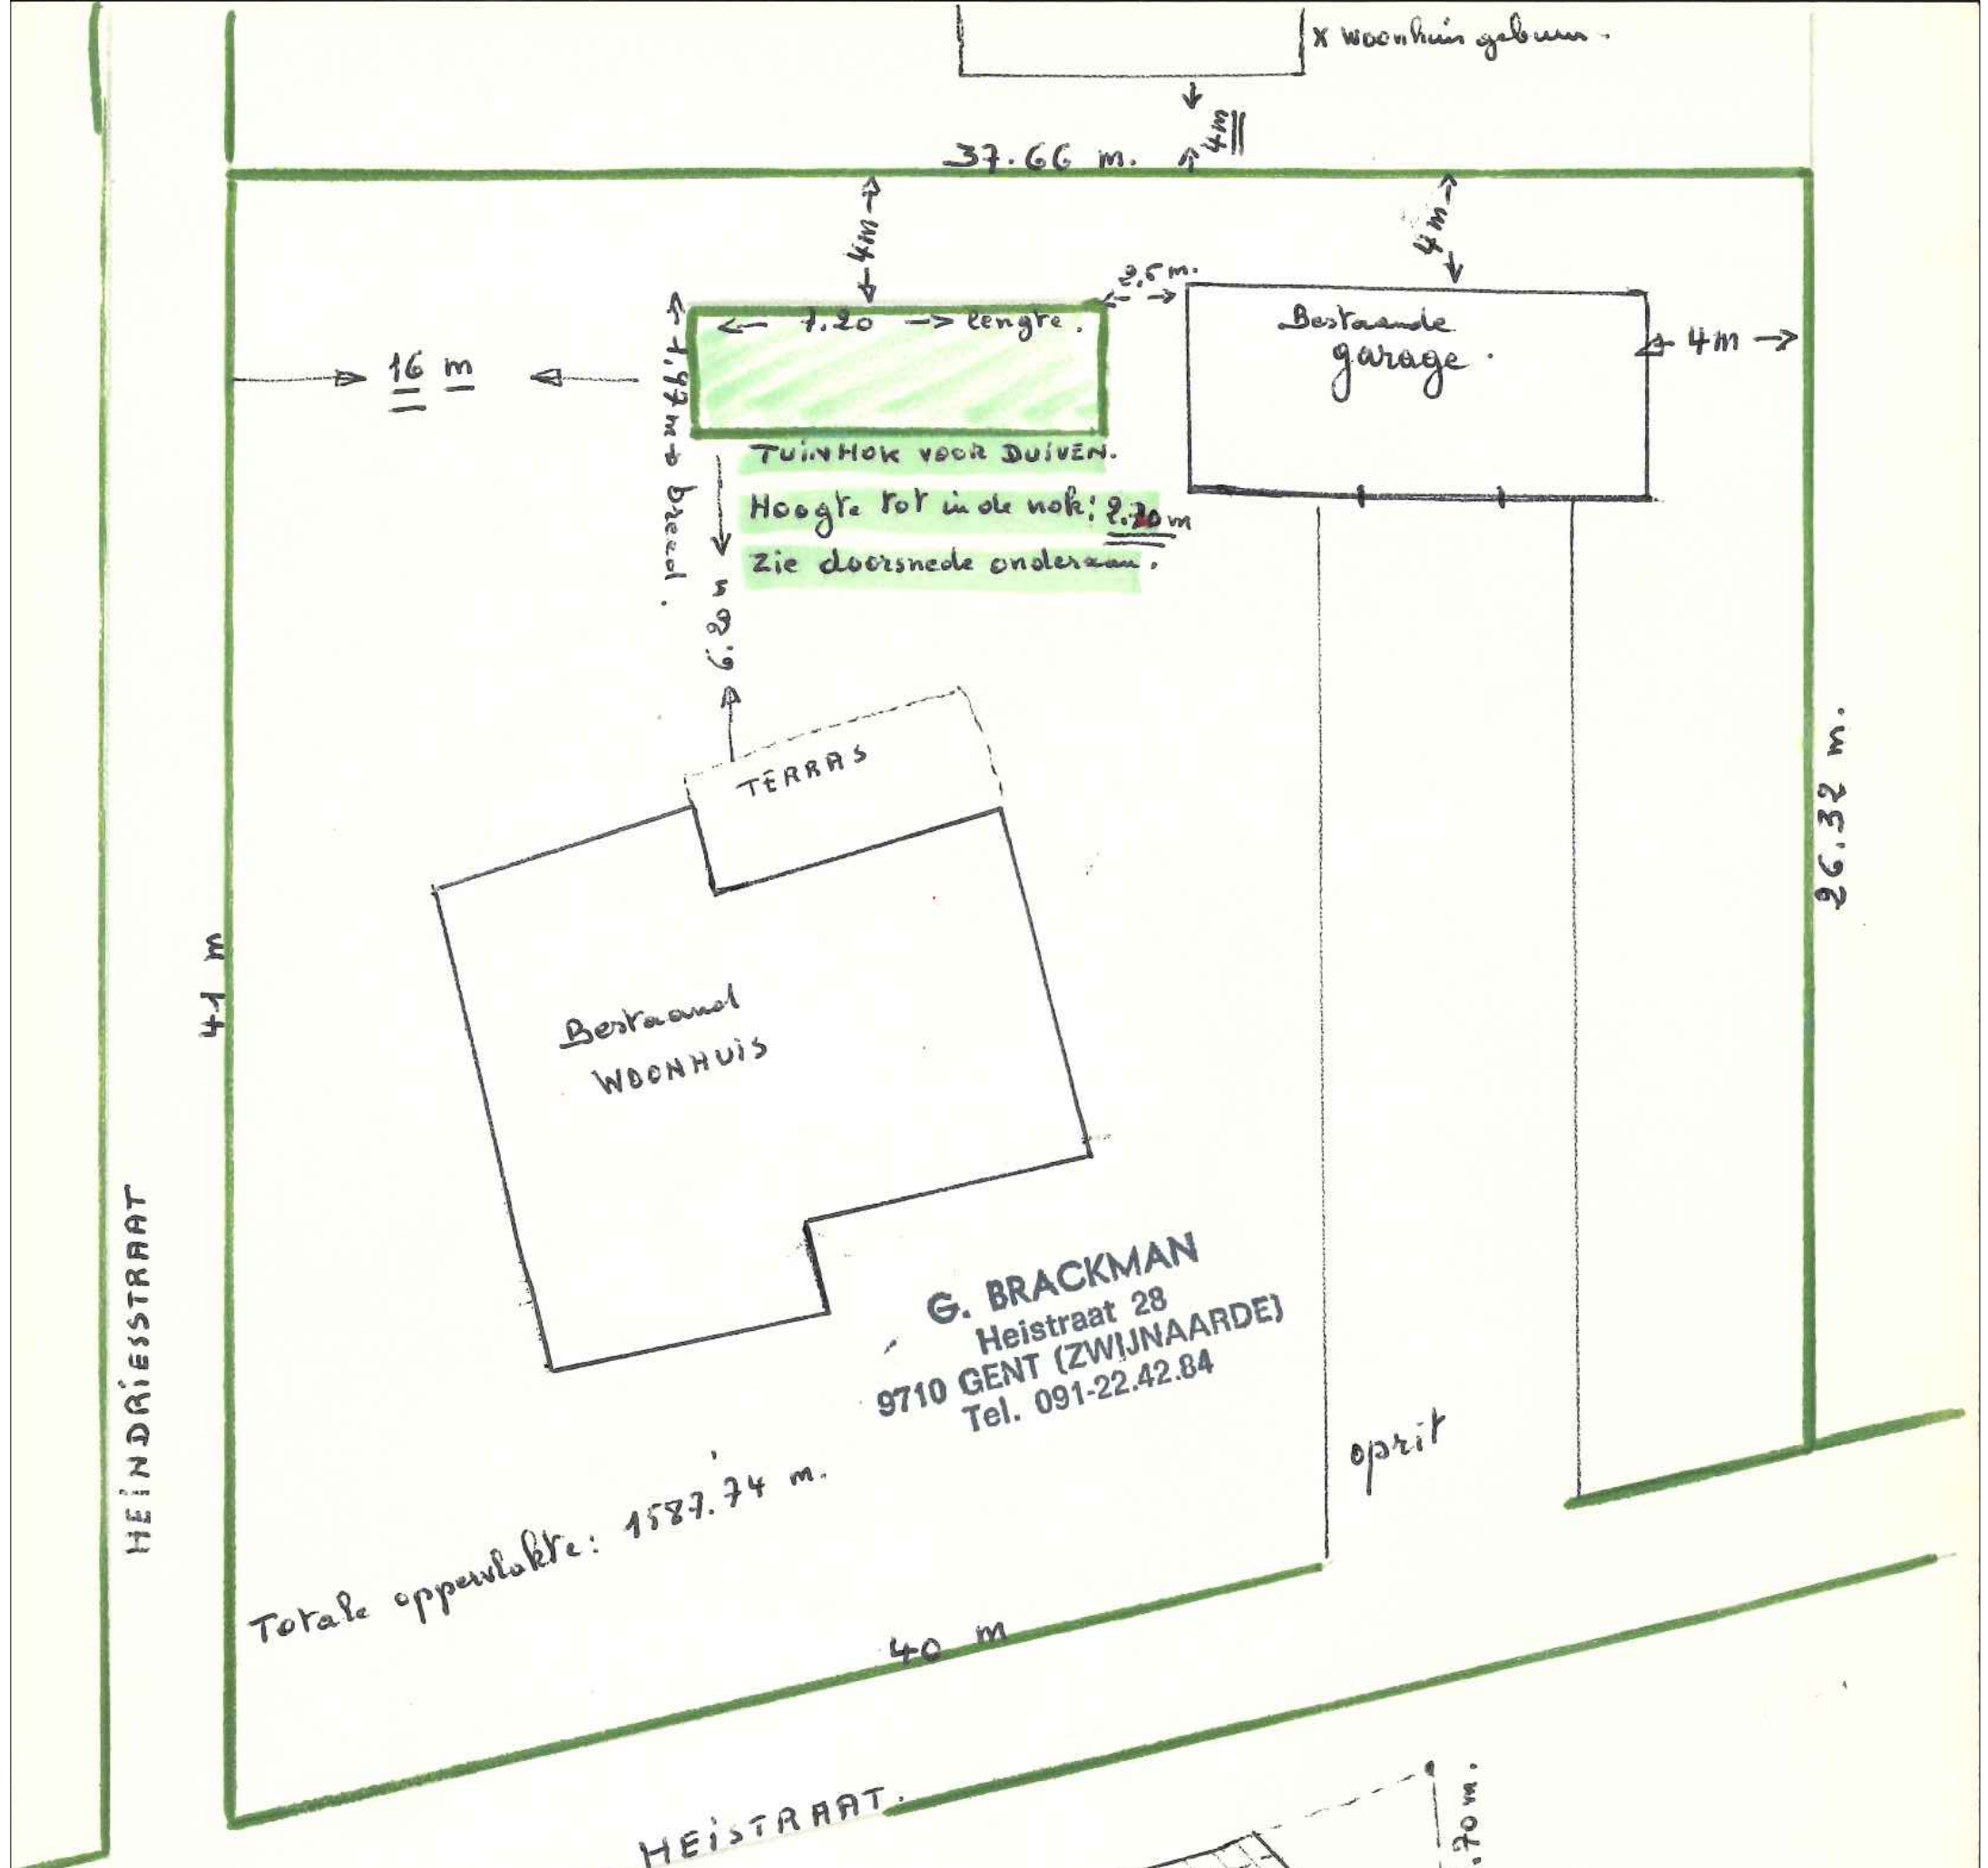 x woonhuis gebuur.
4m
37.66 m.
4m
4m
2,5 m.
7.20 lengte.
Bestaande
garage.
4m
16 m
1.97m breed.
TUINHOK VOOR DUIVEN.
Hoogte tot in de nok: 2.70 m
Zie doorsnede onderaan.
6.20 m
TERRAS
26.32 m.
41 m
Bestaand
WOONHUIS
HEINDRIESSTRAAT
G. BRACKMAN
Heistraat 28
9710 GENT (ZWIJNAARDE)
Tel. 091-22.42.84
oprit
Totale oppervlakte: 1587.74 m.
40 m
HEISTRAAT.
.70 m.